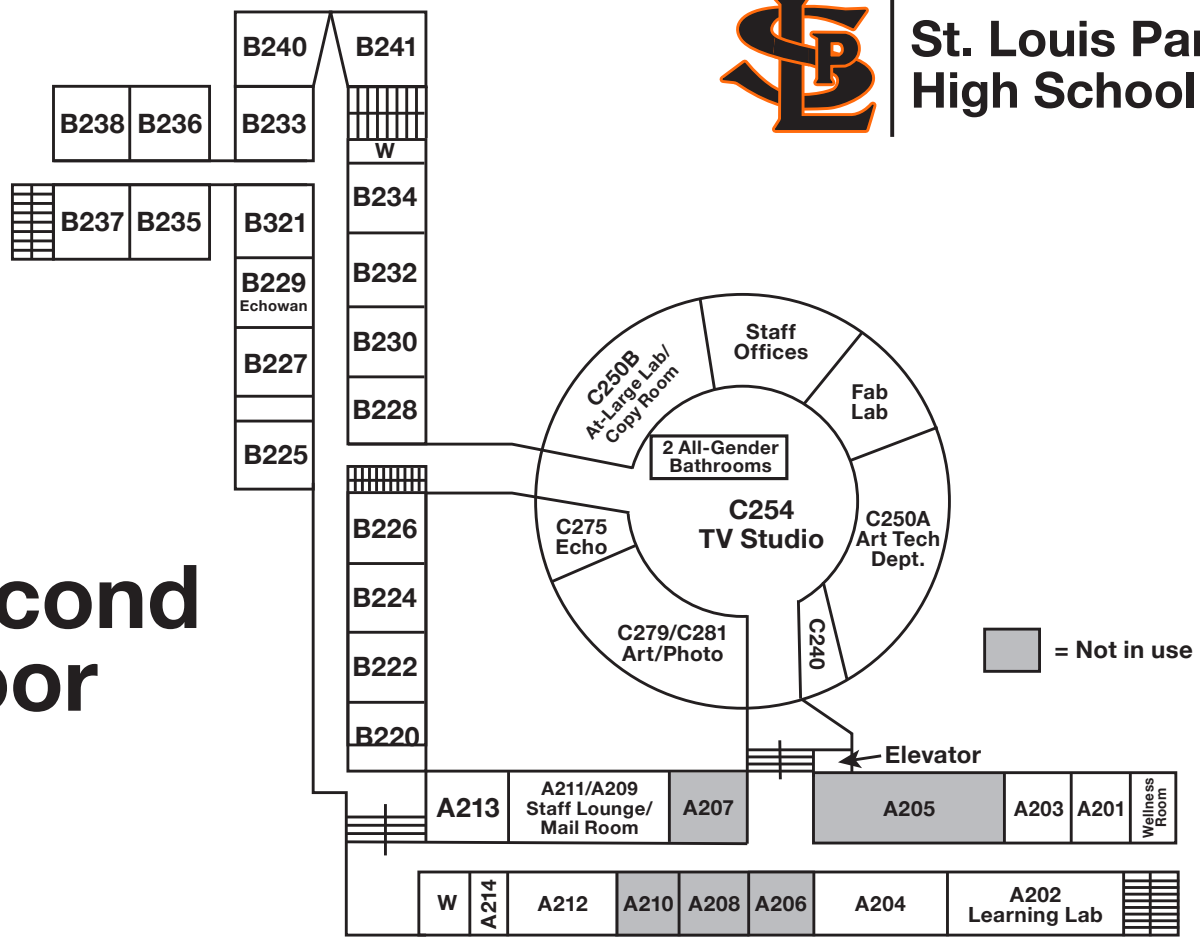 St. Louis Par
High School
B240
B241
B238
B236
B233
W
B234
B237
B235
B321
B229
Echowan
B232
B227
B230
B228
B225
C250B
At-Large Lab/
Copy Room
Staff
Offices
Fab
Lab
2 All-Gender
Bathrooms
C254
TV Studio
C250A
Art Tech
Dept.
C275
Echo
C279/C281
Art/Photo
C240
B226
B224
B222
B220
cond
oor
= Not in use
Elevator
A213
A211/A209
Staff Lounge/
Mail Room
A207
A205
A203
A201
Wellness
Room
W
A214
A212
A210
A208
A206
A204
A202
Learning Lab
SLP